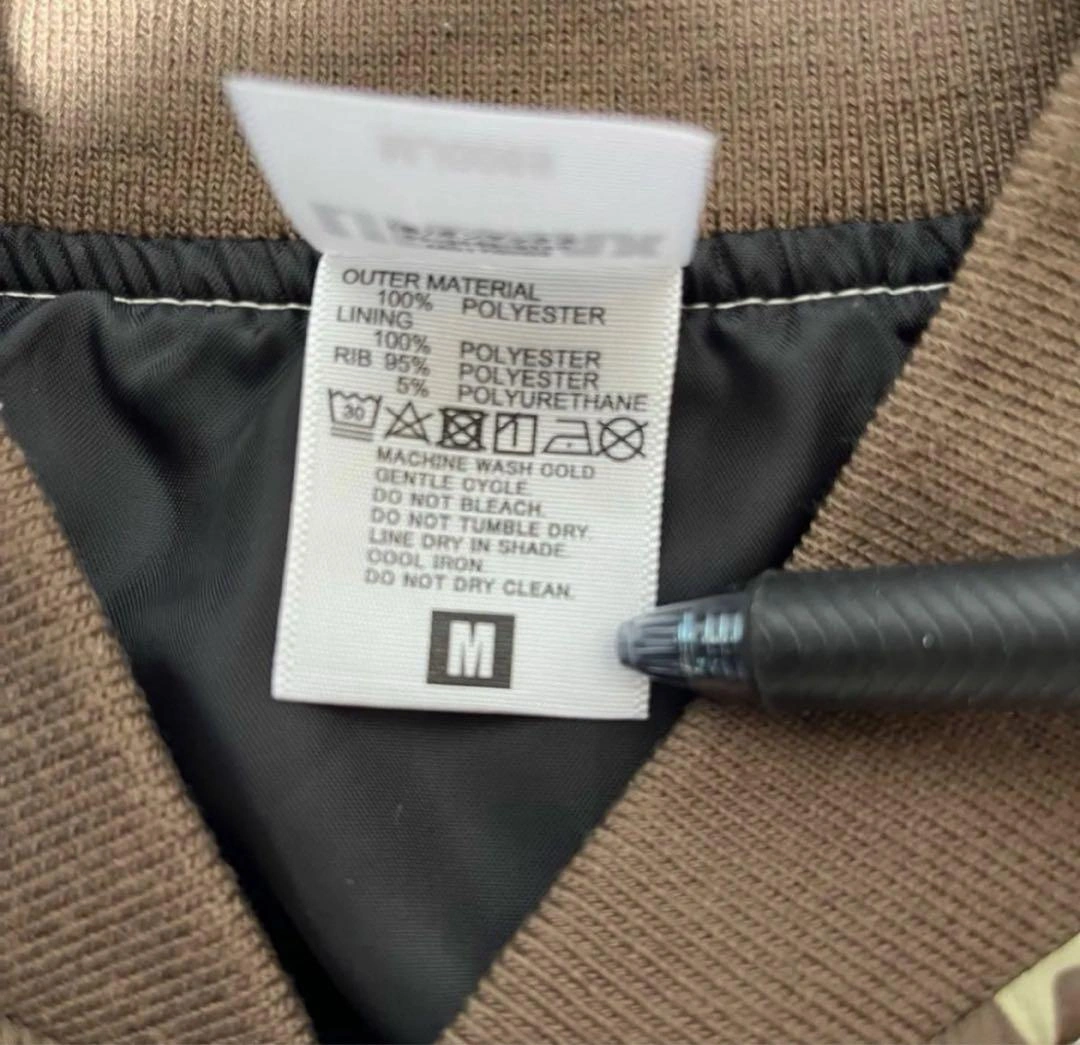 OUTER MATERIAL
100% POLYESTER
LINING
100% POLYESTER
RIB 95% POLYESTER
5% POLYURETHANE
30
MACHINE WASH COLD
GENTLE CYCLE.
DO NOT BLEACH.
DO NOT TUMBLE DRY.
LINE DRY IN SHADE.
COOL IRON.
DO NOT DRY CLEAN.
M